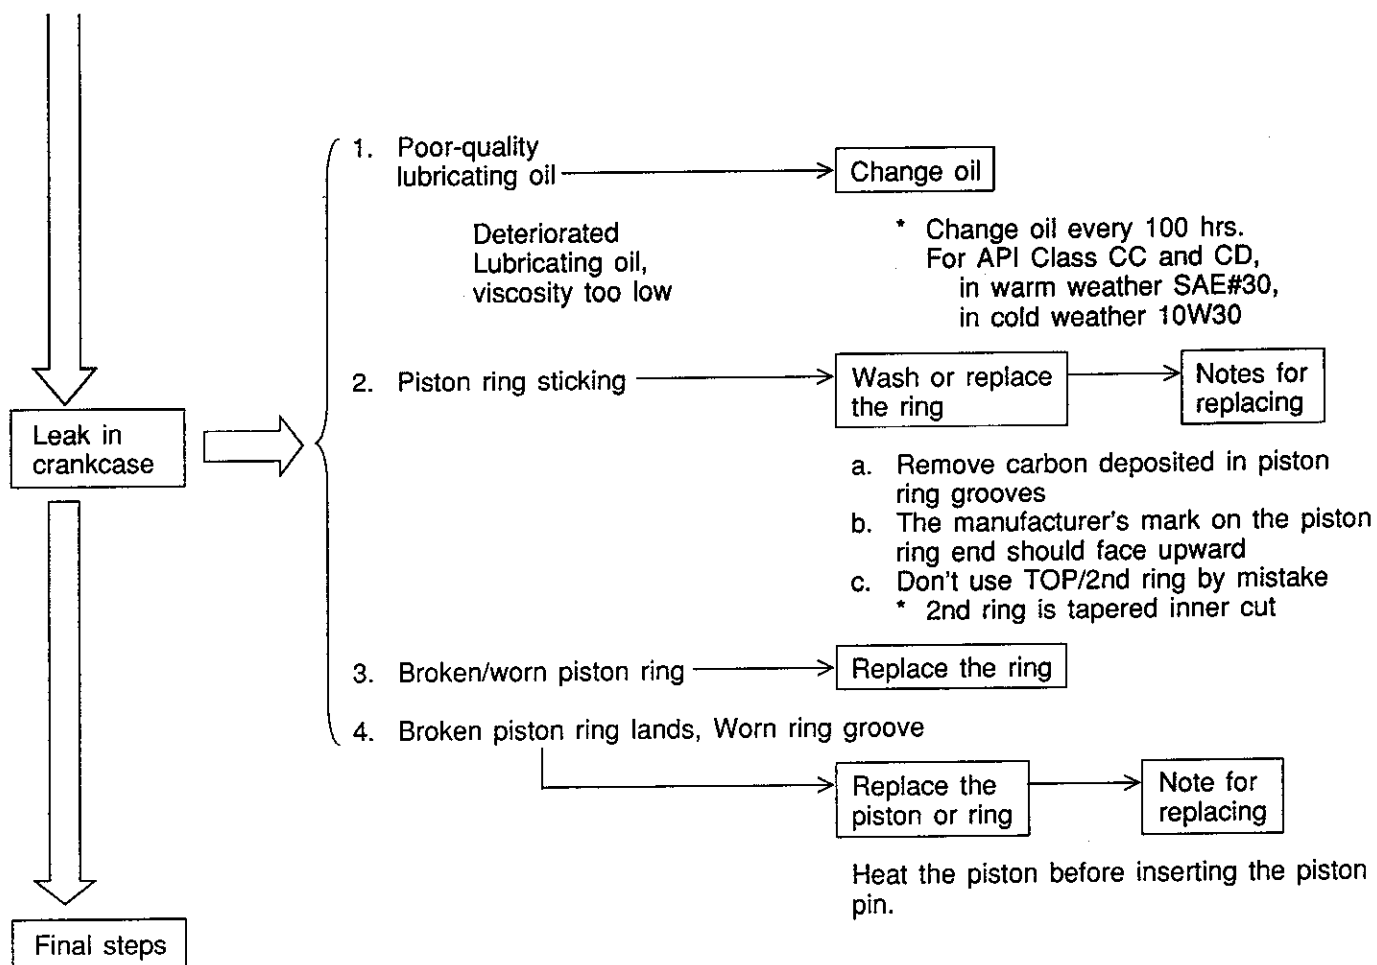 1. Poor-quality
lubricating oil
Change oil
Deteriorated
Lubricating oil,
viscosity too low
* Change oil every 100 hrs.
For API Class CC and CD,
in warm weather SAE#30,
in cold weather 10W30
2. Piston ring sticking
Wash or replace
the ring
Notes for
replacing
Leak in
crankcase
a. Remove carbon deposited in piston
ring grooves
b. The manufacturer's mark on the piston
ring end should face upward
c. Don't use TOP/2nd ring by mistake
* 2nd ring is tapered inner cut
3. Broken/worn piston ring
Replace the ring
4. Broken piston ring lands, Worn ring groove
Replace the
piston or ring
Note for
replacing
Heat the piston before inserting the piston
pin.
Final steps